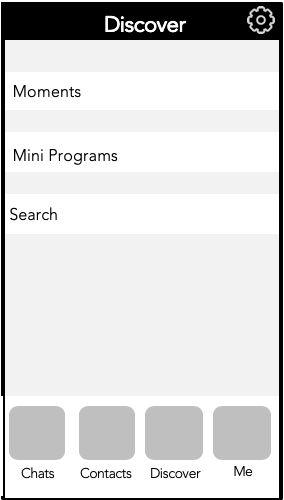 Discover
Moments
Mini Programs
Search
Chats
Contacts
Discover
Me